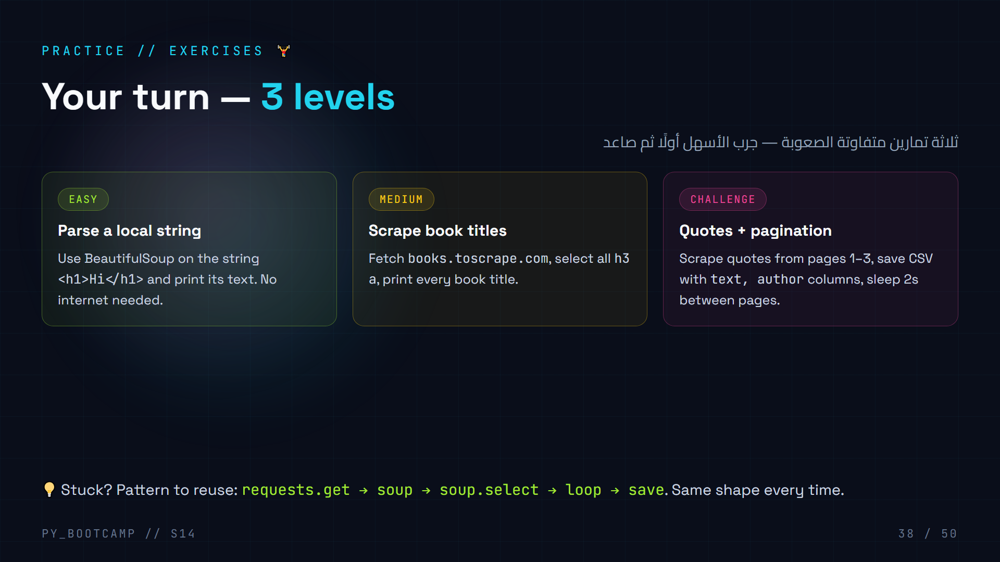 PRACTICE // EXERCISES 🏋️
Your turn — 3 levels
ثلاثة تمارين متفاوتة الصعوبة — جرب الأسهل أولًا ثم صاعد
EASY
Parse a local string
Use BeautifulSoup on the string
<h1>Hi</h1> and print its text. No
internet needed.
MEDIUM
Scrape book titles
Fetch books.toscrape.com, select all h3
a, print every book title.
CHALLENGE
Quotes + pagination
Scrape quotes from pages 1–3, save CSV
with text, author columns, sleep 2s
between pages.
💡 Stuck? Pattern to reuse: requests.get → soup → soup.select → loop → save. Same shape every time.
PY_BOOTCAMP // S14
38 / 50